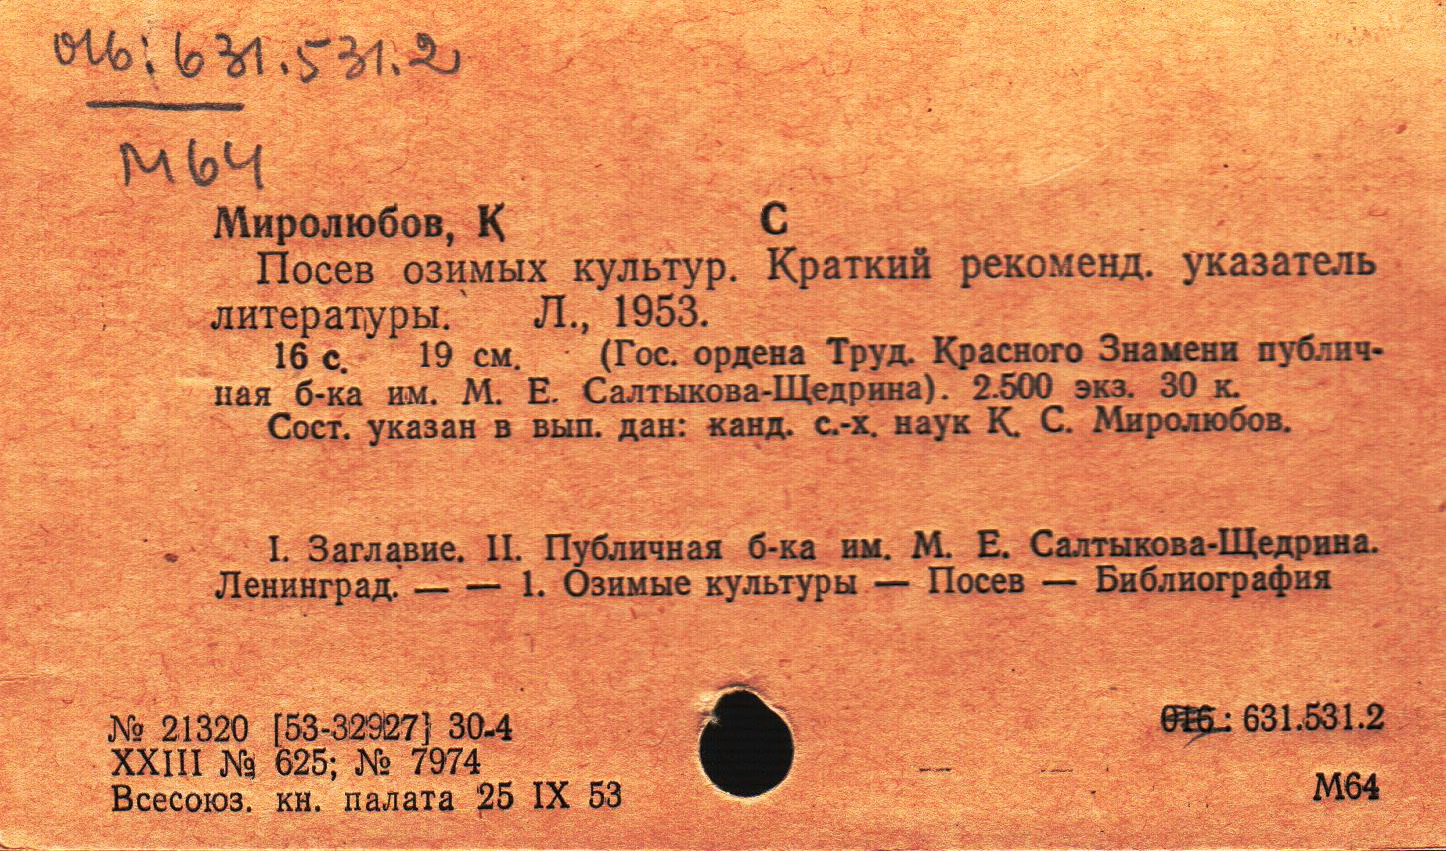 016:631.531.2
М64
Миролюбов, К С
Посев озимых культур. Краткий рекоменд. указатель
литературы. Л., 1953.
16 с. 19 см. (Гос. ордена Труд. Красного Знамени публич-
ная б-ка им. М. Е. Салтыкова-Щедрина). 2.500 экз. 30 к.
Сост. указан в вып. дан: канд. с.-х. наук К. С. Миролюбов.
I. Заглавие. II. Публичная б-ка им. М. Е. Салтыкова-Щедрина.
Ленинград. — — 1. Озимые культуры — Посев — Библиография
№ 21320 [53-32927] 30-4
XXIII № 625; № 7974
Всесоюз. кн. палата 25 IX 53
016 : 631.531.2
М64